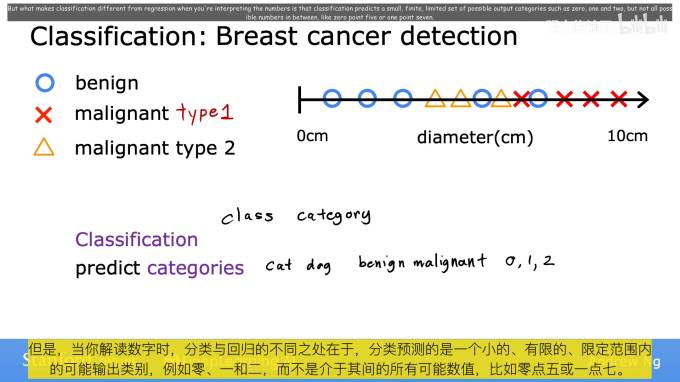 But what makes classification different from regression when you're interpreting the numbers is that classification predicts a small, finite, limited set of possible output categories such as zero, one and two, but not all poss
ible numbers in between, like zero point five or one point seven.
Classification: Breast cancer detection
benign
malignant type 1
malignant type 2
0cm
diameter(cm)
10cm
class category
Classification
predict categories cat dog benign malignant 0, 1, 2
但是，当你解读数字时，分类与回归的不同之处在于，分类预测的是一个小的、有限的、限定范围内
的可能输出类别，例如零、一和二，而不是介于其间的所有可能数值，比如零点五或一点七。